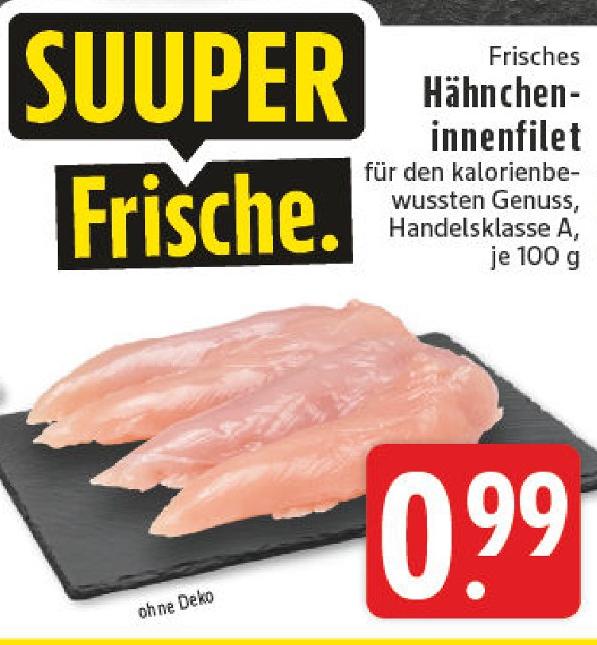 SUUPER
Frische.
Frisches
Hähnchen-
innenfilet
für den kalorienbe-
wussten Genuss,
Handelsklasse A,
je 100 g
0.99
ohne Deko